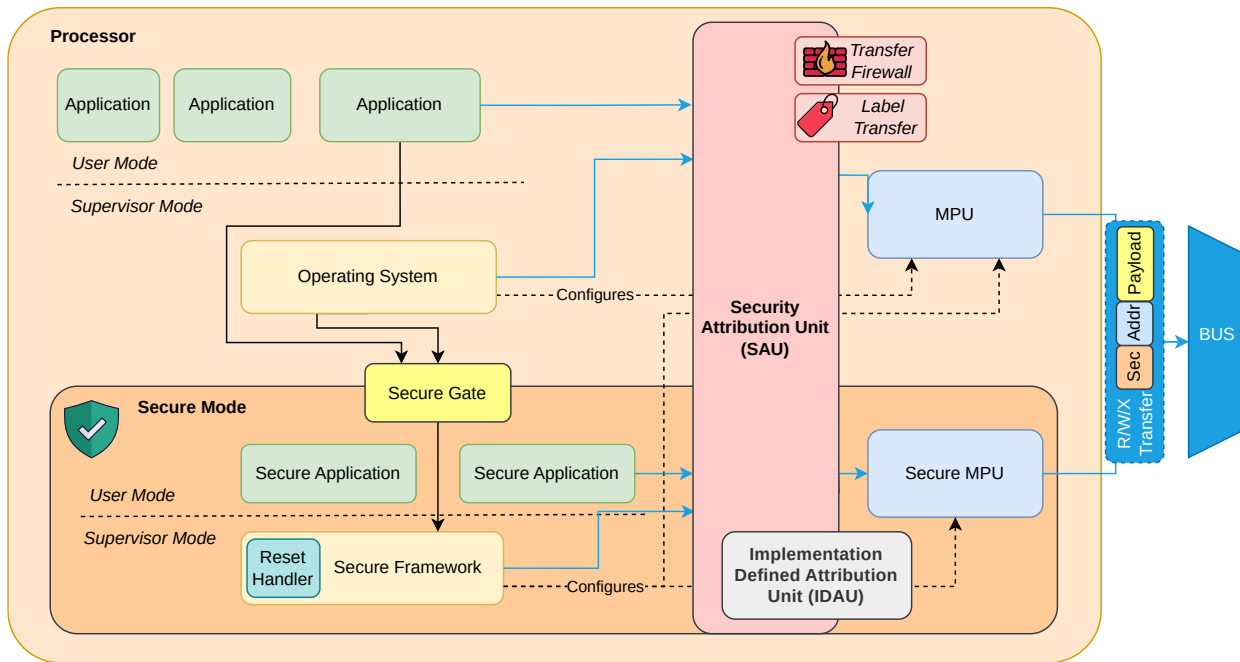 Processor
Transfer
Firewall
Application
Application
Application
Label
Transfer
User Mode
Supervisor Mode
MPU
Operating System
Configures
Security
Attribution Unit
(SAU)
Payload
Addr
Sec
R/W/X
Transfer
BUS
Secure Gate
Secure Mode
Secure Application
Secure Application
Secure MPU
User Mode
Supervisor Mode
Reset
Handler
Secure Framework
Configures
Implementation
Defined Attribution
Unit (IDAU)